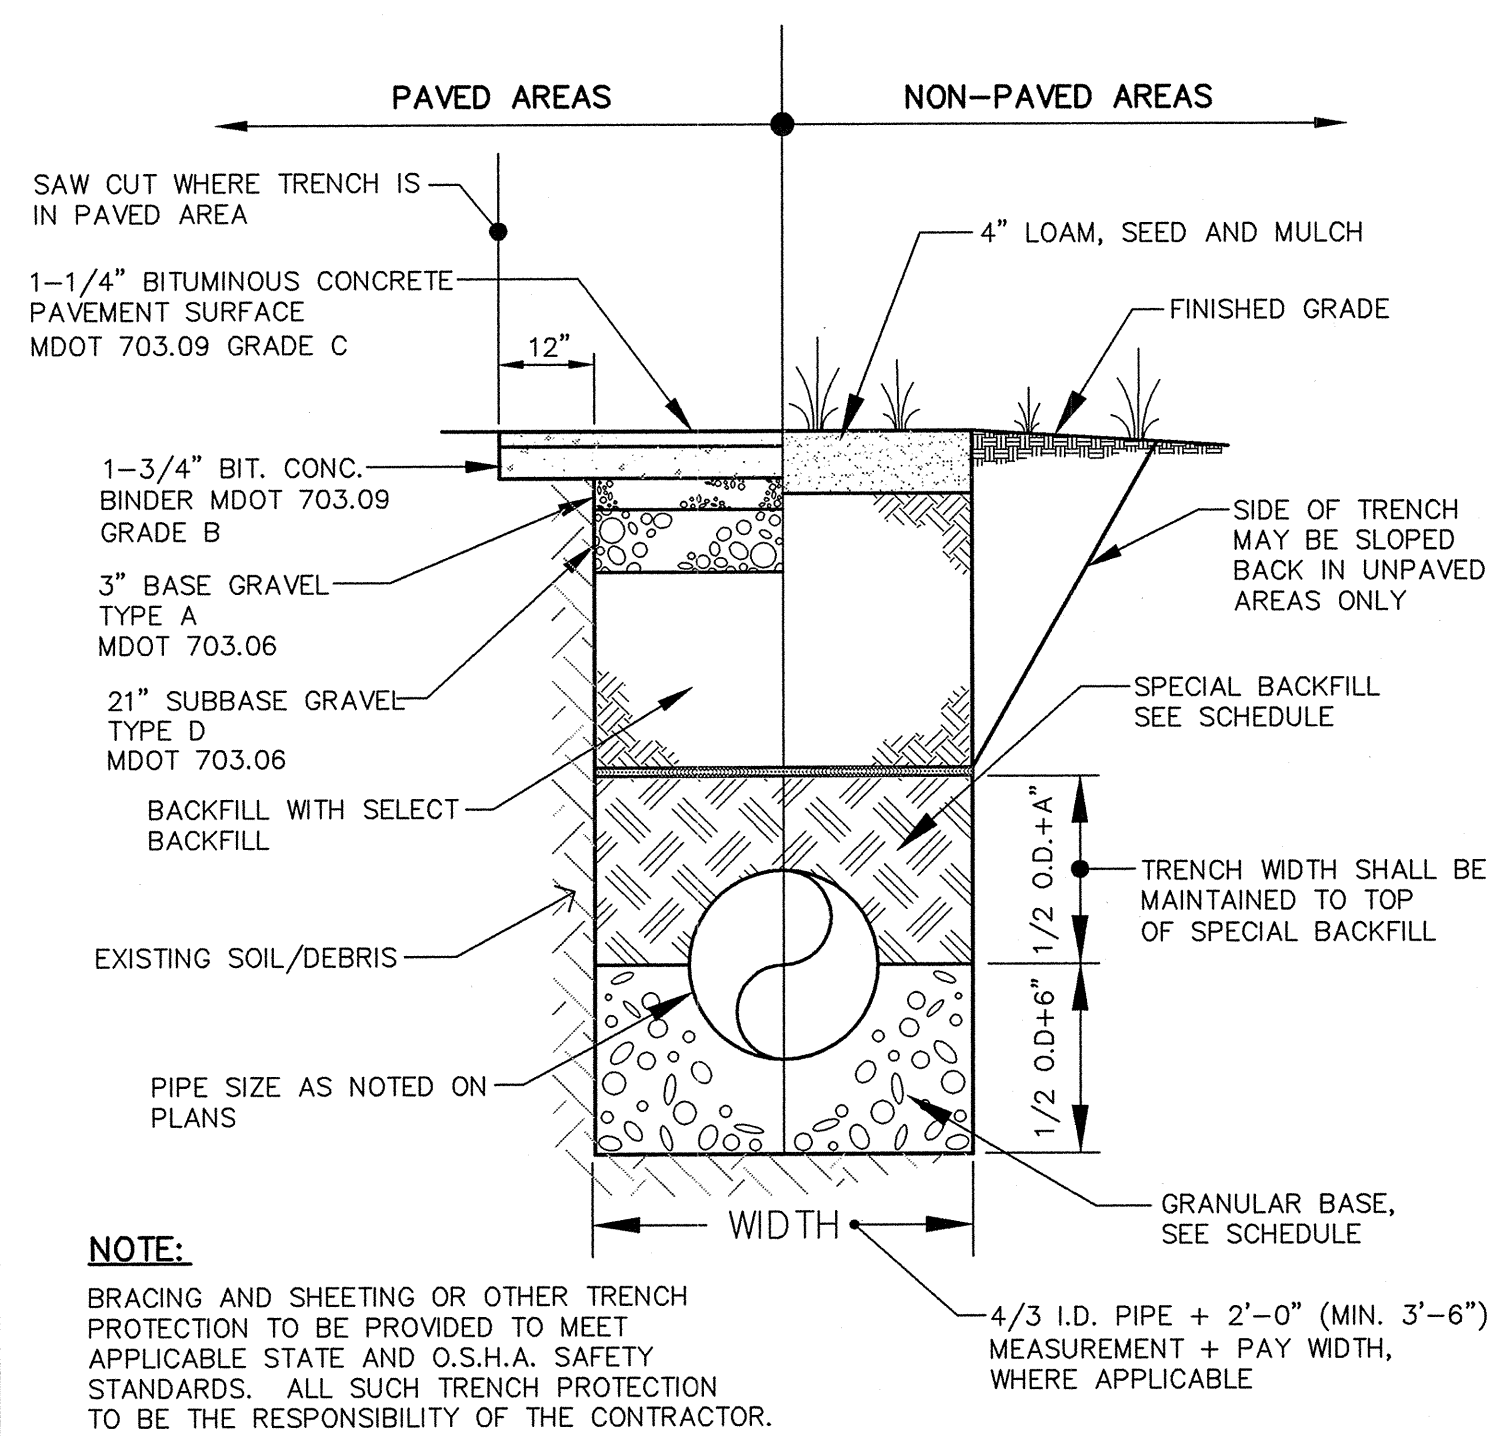 PAVED AREAS
NON-PAVED AREAS
SAW CUT WHERE TRENCH IS
IN PAVED AREA
1-1/4" BITUMINOUS CONCRETE
PAVEMENT SURFACE
MDOT 703.09 GRADE C
12"
4" LOAM, SEED AND MULCH
FINISHED GRADE
1-3/4" BIT. CONC.
BINDER MDOT 703.09
GRADE B
3" BASE GRAVEL
TYPE A
MDOT 703.06
21" SUBBASE GRAVEL
TYPE D
MDOT 703.06
BACKFILL WITH SELECT
BACKFILL
EXISTING SOIL/DEBRIS
PIPE SIZE AS NOTED ON
PLANS
SIDE OF TRENCH
MAY BE SLOPED
BACK IN UNPAVED
AREAS ONLY
SPECIAL BACKFILL
SEE SCHEDULE
1/2 O.D.+A"
TRENCH WIDTH SHALL BE
MAINTAINED TO TOP
OF SPECIAL BACKFILL
1/2 O.D+6"
GRANULAR BASE,
SEE SCHEDULE
WIDTH
4/3 I.D. PIPE + 2'-0" (MIN. 3'-6")
MEASUREMENT + PAY WIDTH,
WHERE APPLICABLE
NOTE:
BRACING AND SHEETING OR OTHER TRENCH
PROTECTION TO BE PROVIDED TO MEET
APPLICABLE STATE AND O.S.H.A. SAFETY
STANDARDS. ALL SUCH TRENCH PROTECTION
TO BE THE RESPONSIBILITY OF THE CONTRACTOR.